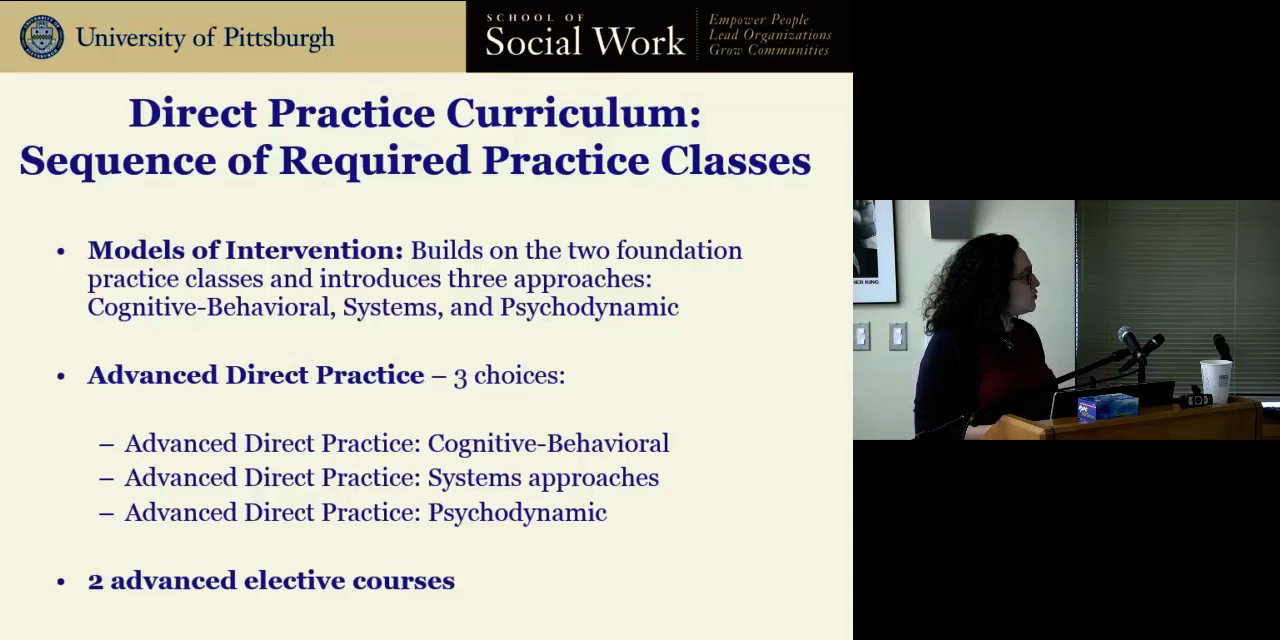 University of Pittsburgh
SCHOOL OF
Social Work
Empower People
Lead Organizations
Grow Communities
Direct Practice Curriculum:
Sequence of Required Practice Classes
• Models of Intervention: Builds on the two foundation
practice classes and introduces three approaches:
Cognitive-Behavioral, Systems, and Psychodynamic
• Advanced Direct Practice – 3 choices:
– Advanced Direct Practice: Cognitive-Behavioral
– Advanced Direct Practice: Systems approaches
– Advanced Direct Practice: Psychodynamic
• 2 advanced elective courses
KING